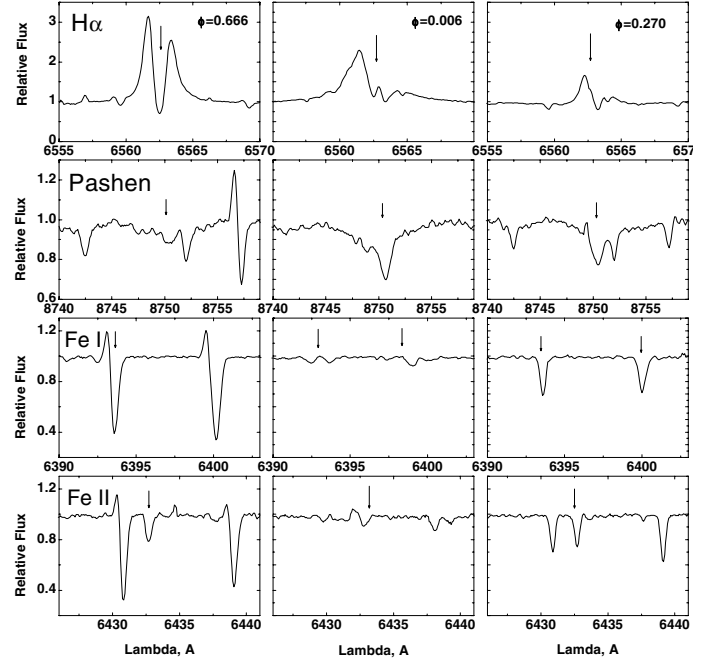 Hα ϕ=0.666 ϕ=0.006 ϕ=0.270
Relative Flux
3
2
1
0
6555 6560 6565 6570 6560 6565 6570 6560 6565 657
Pashen
Relative Flux
1.2
1.0
0.8
0.6
8740 8745 8750 8755 8740 8745 8750 8755 8740 8745 8750 8755
Fe I
Relative Flux
1.2
0.8
0.4
6390 6395 6400 6390 6395 6400 6390 6395 6400
Fe II
Relative Flux
1.2
0.8
0.4
6430 6435 6440 6430 6435 6440 6430 6435 6440
Lambda, A Lambda, A Lamda, A